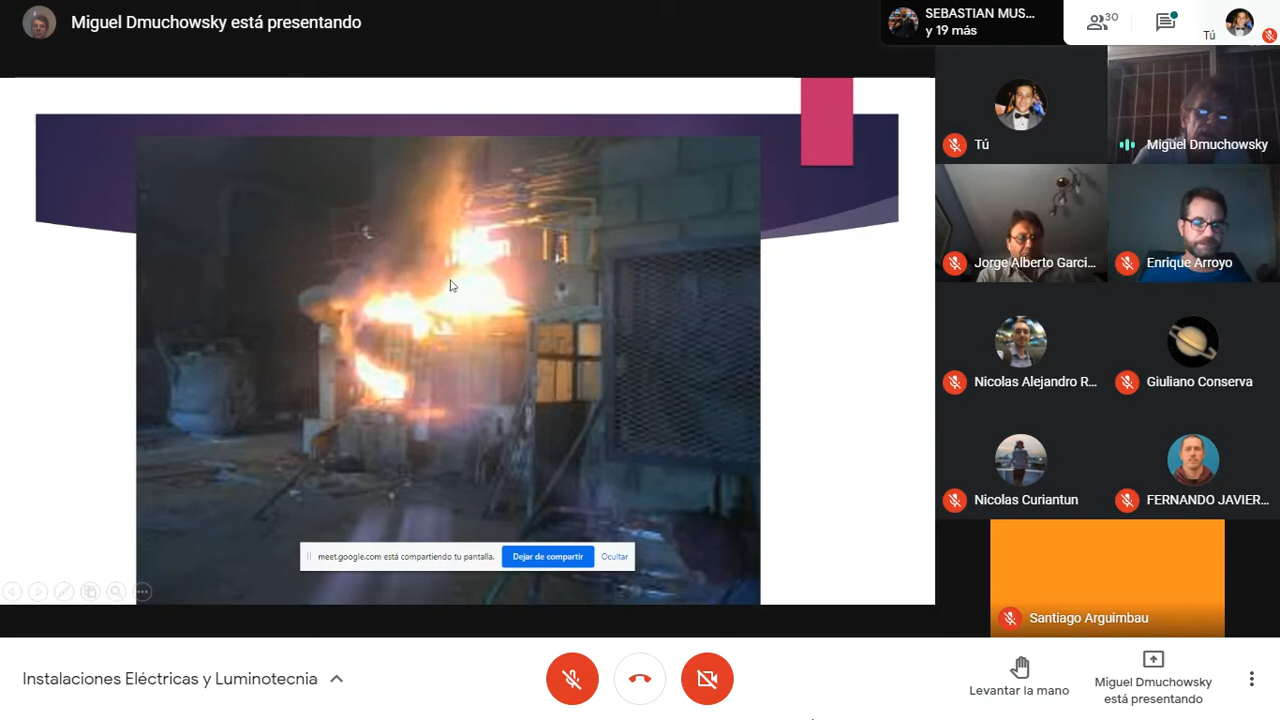 Miguel Dmuchowsky está presentando
SEBASTIAN MUS...
y 19 más
30
Tú
Tú
Miguel Dmuchowsky
Jorge Alberto Garci...
Enrique Arroyo
Nicolas Alejandro R...
Giuliano Conserva
Nicolas Curiantun
FERNANDO JAVIER...
Santiago Arguimbau
meet.google.com está compartiendo tu pantalla.
Dejar de compartir
Ocultar
Instalaciones Eléctricas y Luminotecnia
Levantar la mano
Miguel Dmuchowsky
está presentando